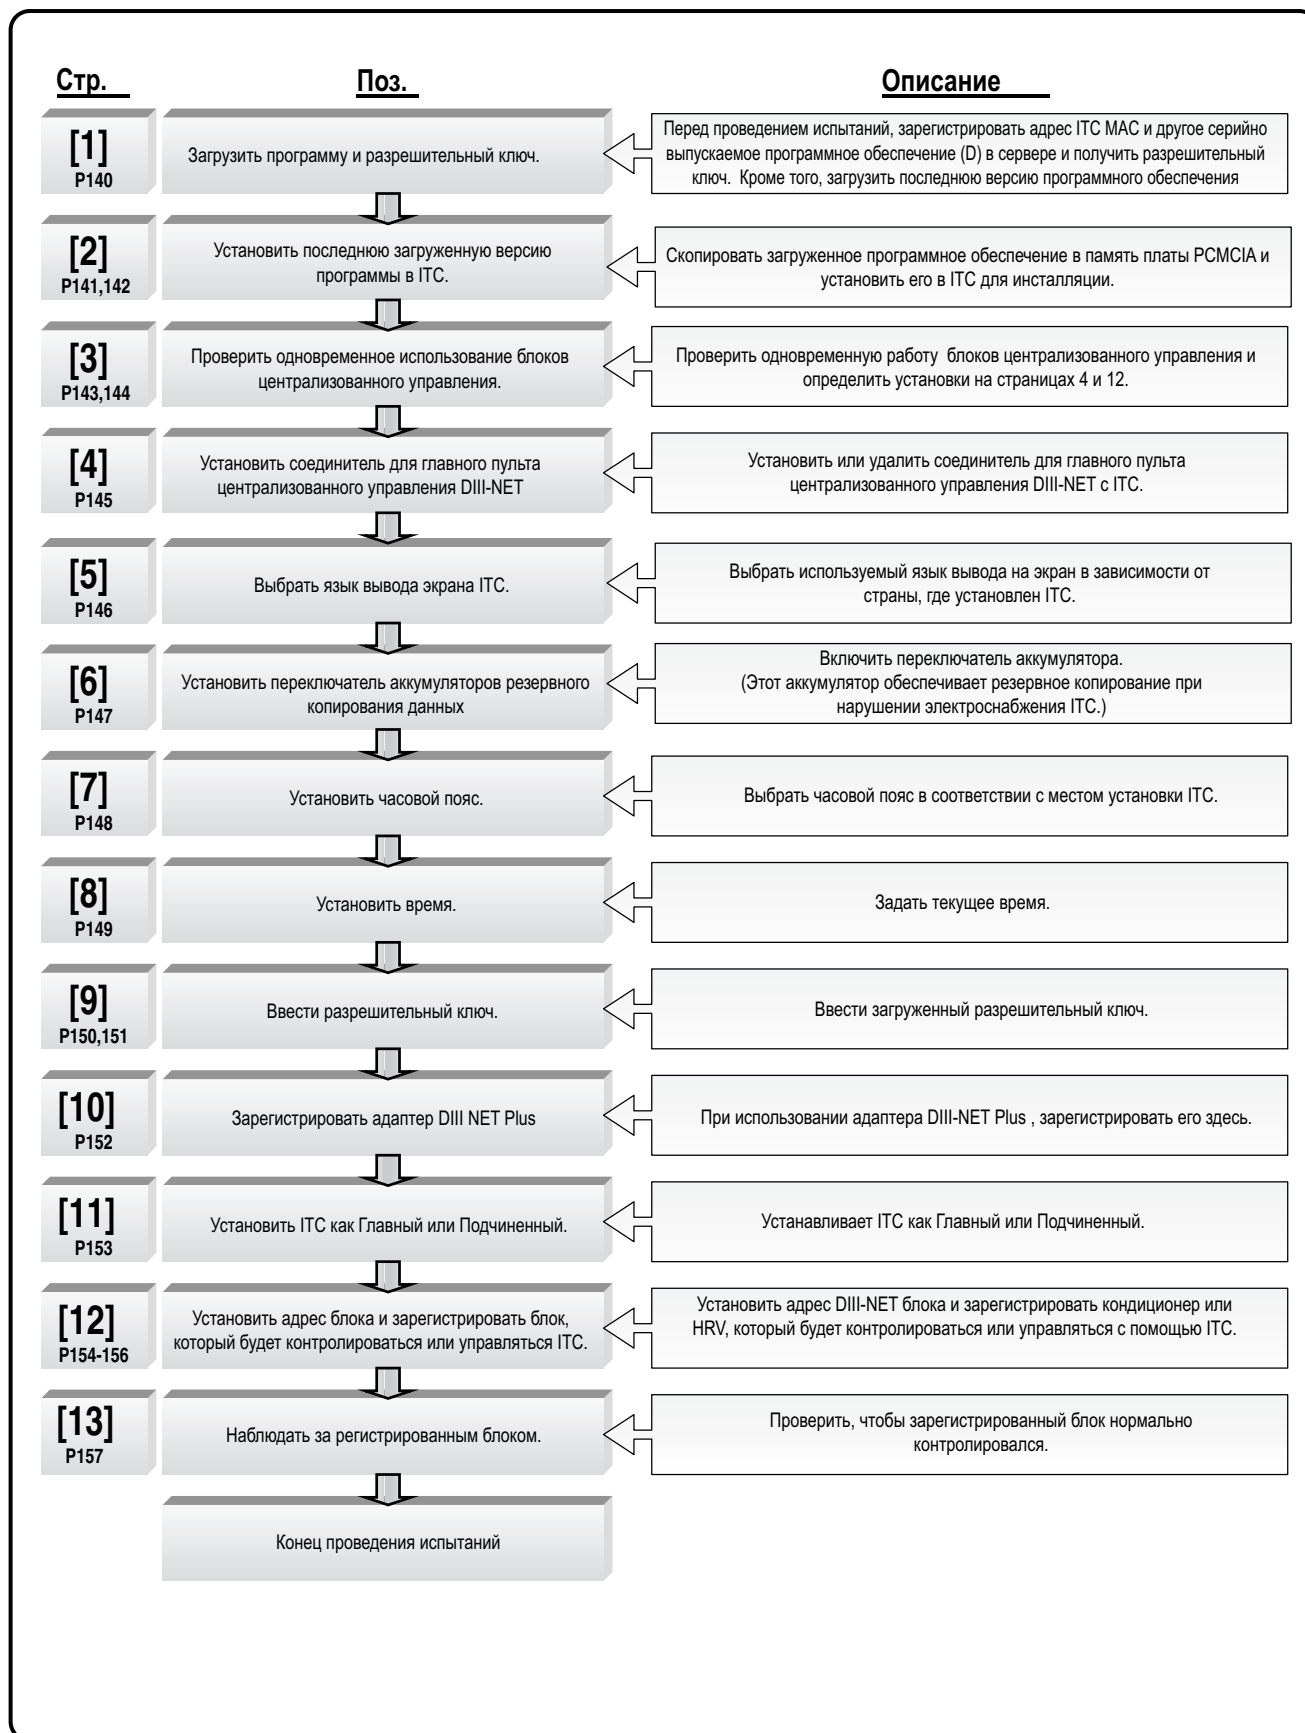 Стр.
Поз.
Описание
[1]
P140
Загрузить программу и разрешительный ключ.
Перед проведением испытаний, зарегистрировать адрес ITC MAC и другое серийно
выпускаемое программное обеспечение (D) в сервере и получить разрешительный
ключ.  Кроме того, загрузить последнюю версию программного обеспечения
[2]
P141,142
Установить последнюю загруженную версию
программы в ITC.
Скопировать загруженное программное обеспечение в память платы PCMCIA и
установить его в ITC для инсталляции.
[3]
P143,144
Проверить одновременное использование блоков
централизованного управления.
Проверить одновременную работу  блоков централизованного управления и
определить установки на страницах 4 и 12.
[4]
P145
Установить соединитель для главного пульта
централизованного управления DIII-NET
Установить или удалить соединитель для главного пульта
централизованного управления DIII-NET с ITC.
[5]
P146
Выбрать язык вывода экрана ITC.
Выбрать используемый язык вывода на экран в зависимости от
страны, где установлен ITC.
[6]
P147
Установить переключатель аккумуляторов резервного
копирования данных
Включить переключатель аккумулятора.
(Этот аккумулятор обеспечивает резервное копирование при
нарушении электроснабжения ITC.)
[7]
P148
Установить часовой пояс.
Выбрать часовой пояс в соответствии с местом установки ITC.
[8]
P149
Установить время.
Задать текущее время.
[9]
P150,151
Ввести разрешительный ключ.
Ввести загруженный разрешительный ключ.
[10]
P152
Зарегистрировать адаптер DIII NET Plus
При использовании адаптера DIII-NET Plus , зарегистрировать его здесь.
[11]
P153
Установить ITC как Главный или Подчиненный.
Устанавливает ITC как Главный или Подчиненный.
[12]
P154-156
Установить адрес блока и зарегистрировать блок,
который будет контролироваться или управляться ITC.
Установить адрес DIII-NET блока и зарегистрировать кондиционер или
HRV, который будет контролироваться или управляться с помощью ITC.
[13]
P157
Наблюдать за регистрированным блоком.
Проверить, чтобы зарегистрированный блок нормально
контролировался.
Конец проведения испытаний